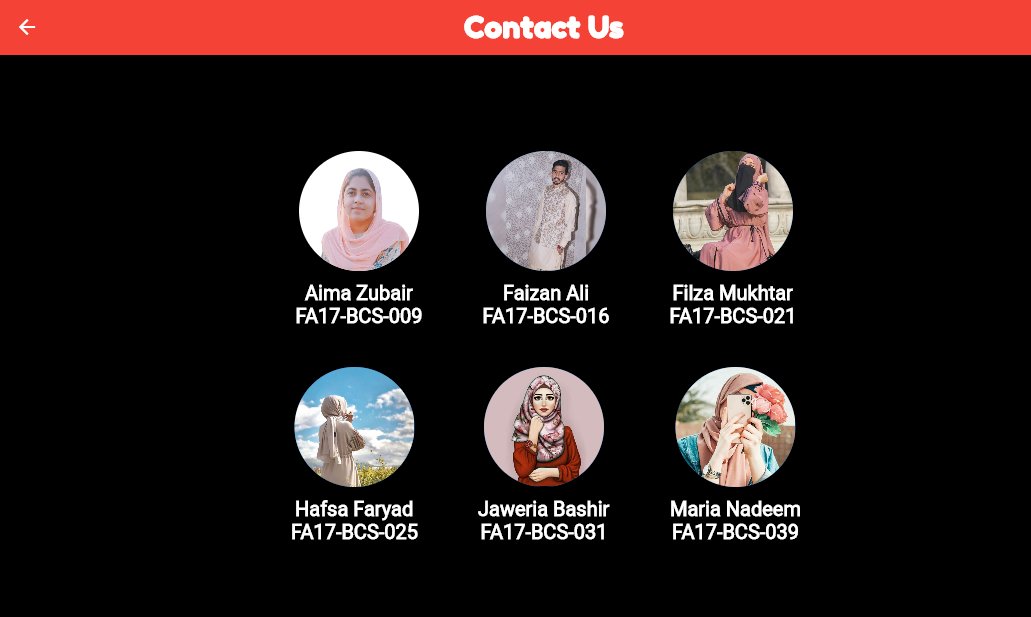 Contact Us
Aima Zubair
FA17-BCS-009
Faizan Ali
FA17-BCS-016
Filza Mukhtar
FA17-BCS-021
Hafsa Faryad
FA17-BCS-025
Jaweria Bashir
FA17-BCS-031
Maria Nadeem
FA17-BCS-039